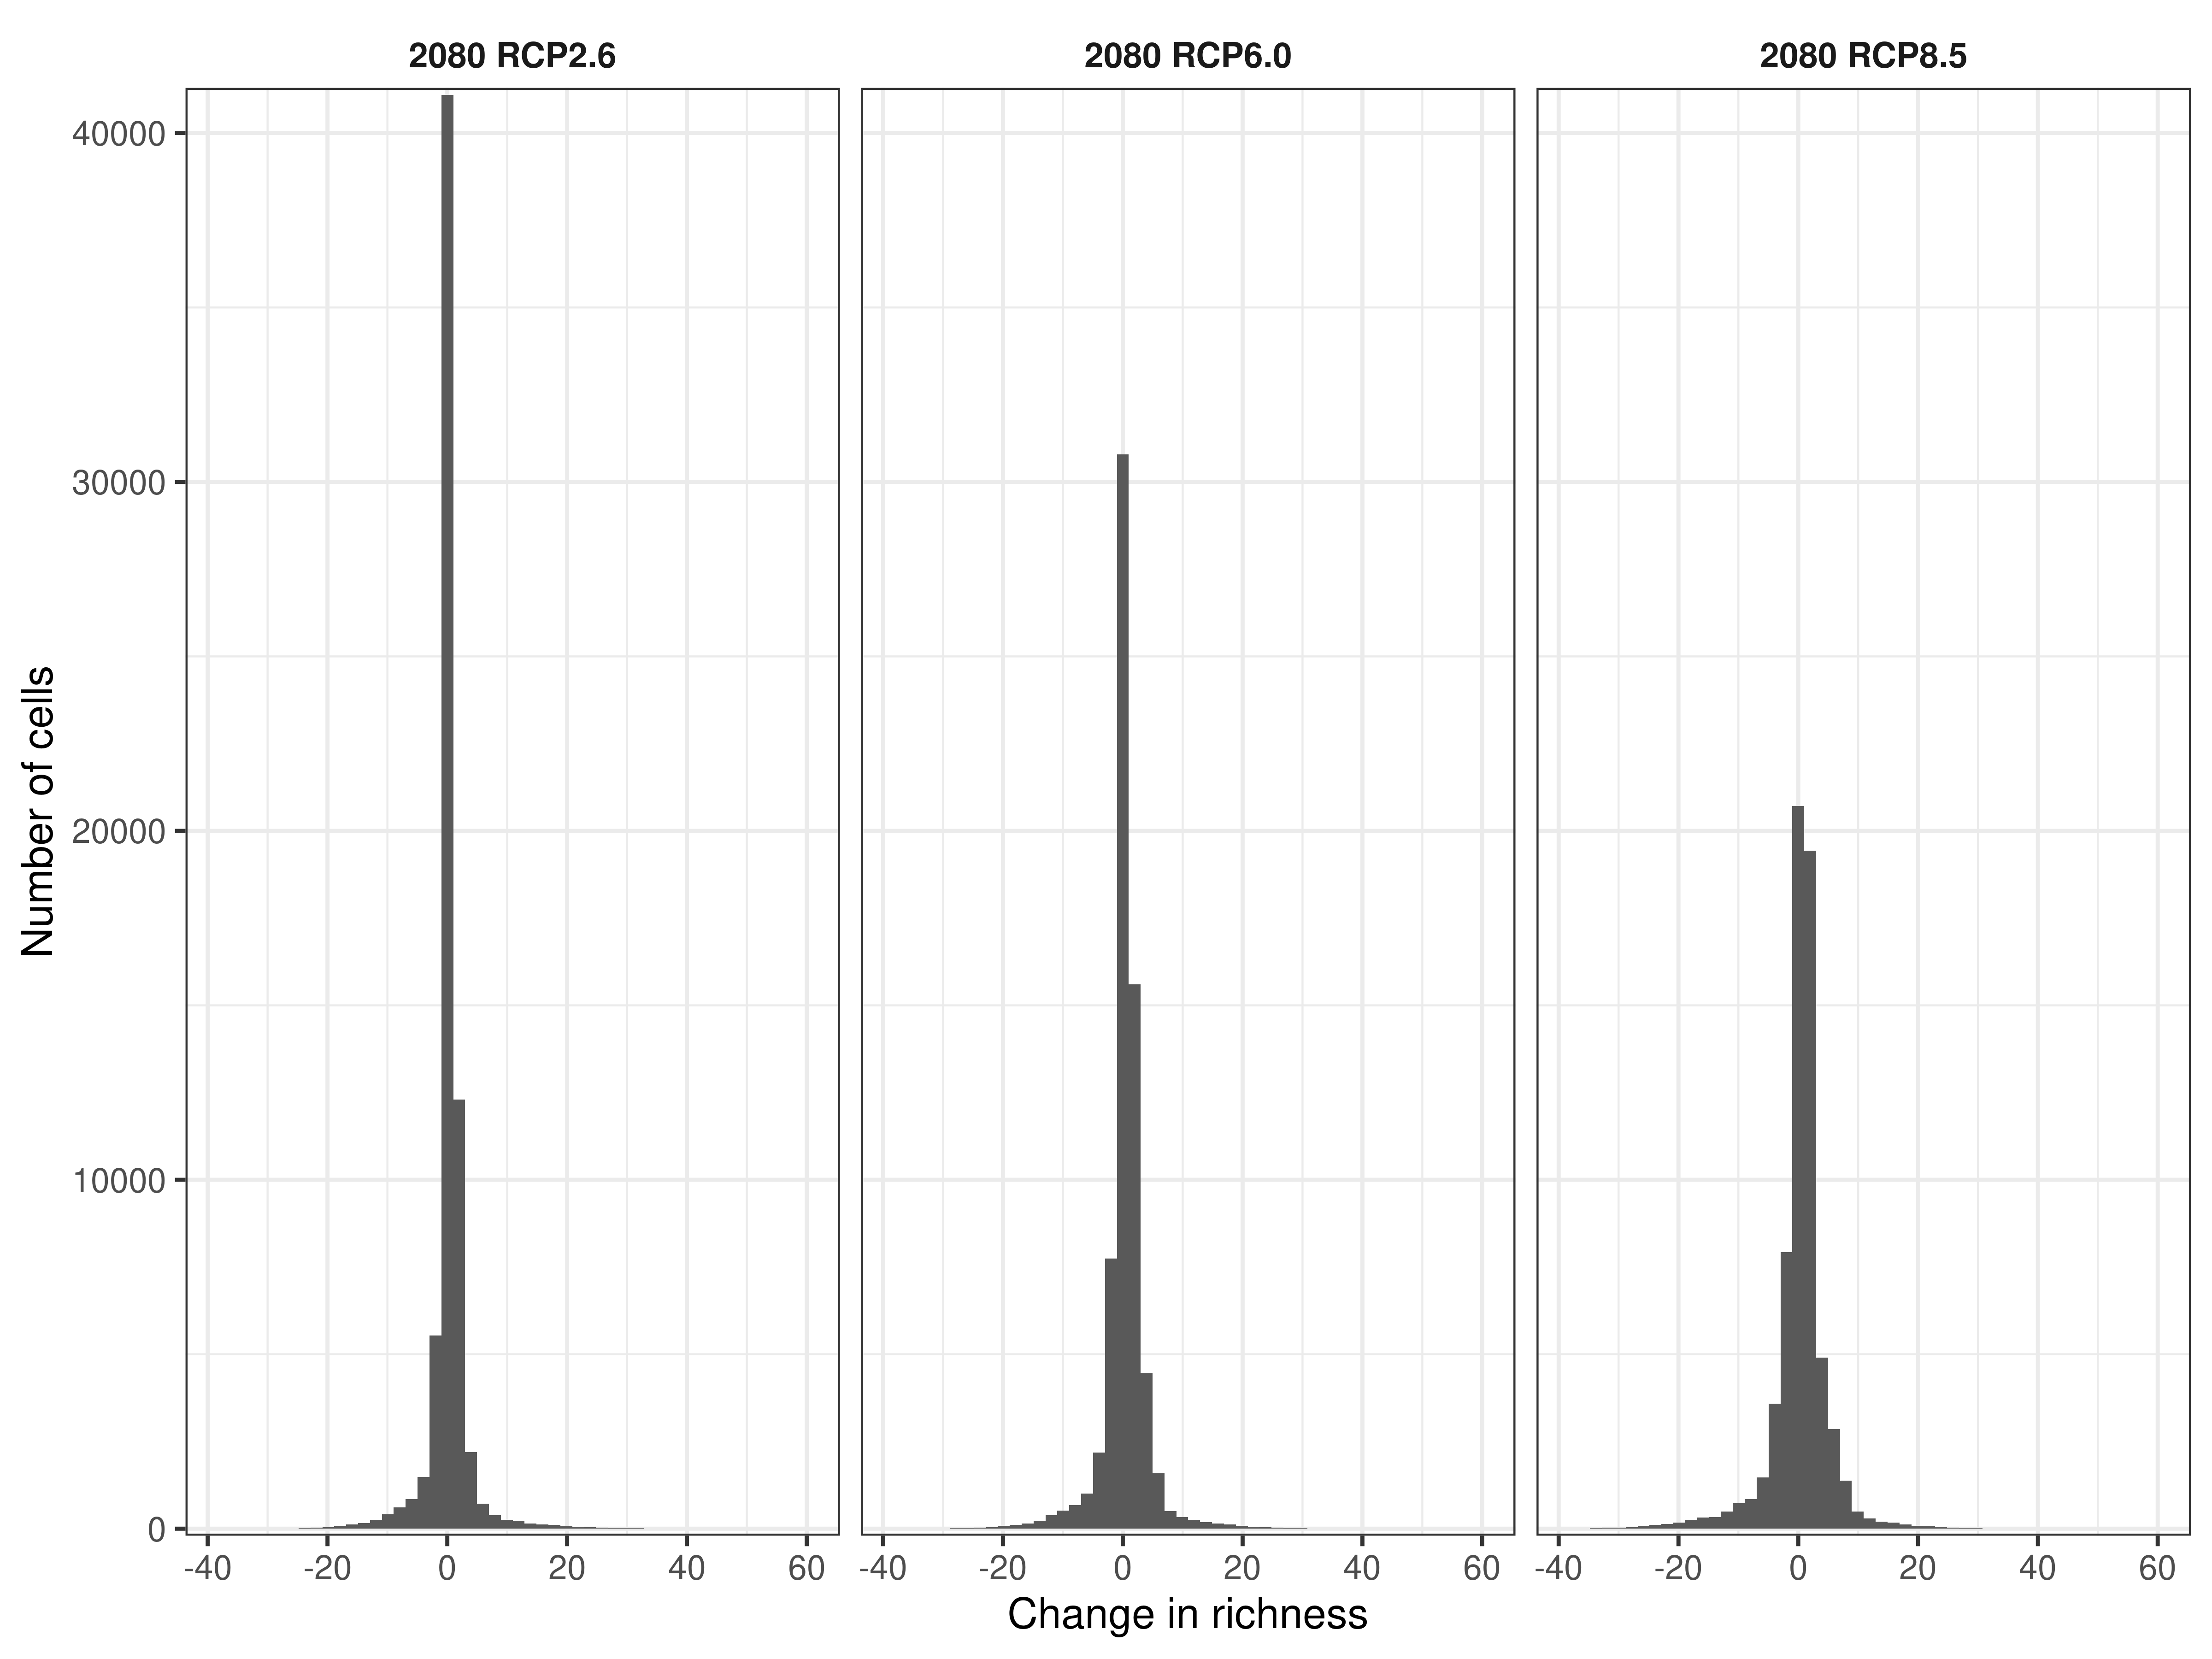 2080 RCP2.6 2080 RCP6.0 2080 RCP8.5
40000
30000
20000
10000
0
Number of cells
-40 -20 0 20 40 60 -40 -20 0 20 40 60 -40 -20 0 20 40 60
Change in richness